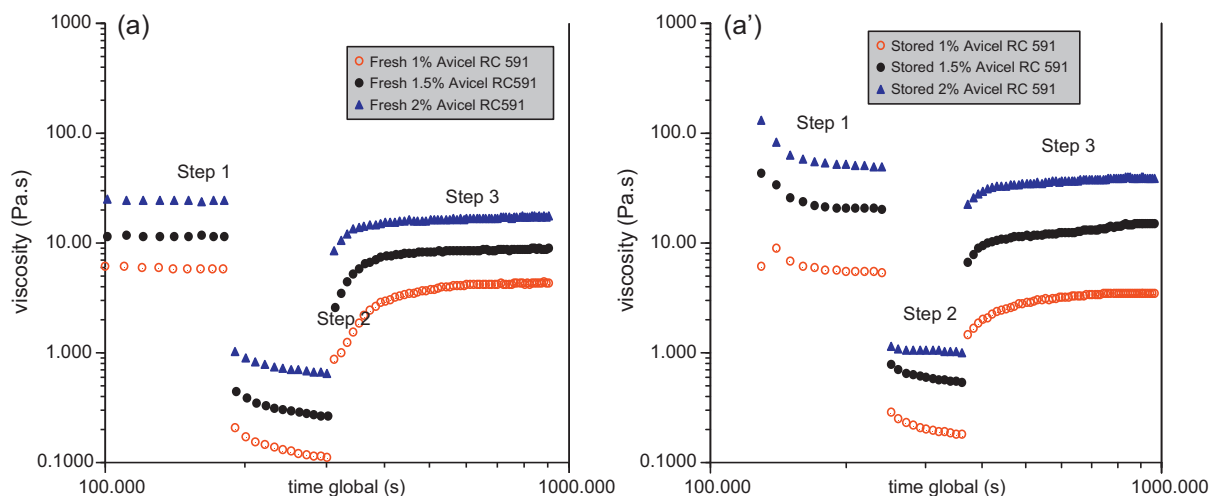 (a)
1000
100.0
10.00
1.000
0.1000
viscosity (Pa.s)
Fresh 1% Avicel RC 591
Fresh 1.5% Avicel RC591
Fresh 2% Avicel RC591
Step 1
Step 2
Step 3
100.000
time global (s)
1000.000
(a')
1000
100.0
10.00
1.000
0.1000
viscosity (Pa.s)
Stored 1% Avicel RC 591
Stored 1.5% Avicel RC 591
Stored 2% Avicel RC 591
Step 1
Step 2
Step 3
100.000
time global (s)
1000.000